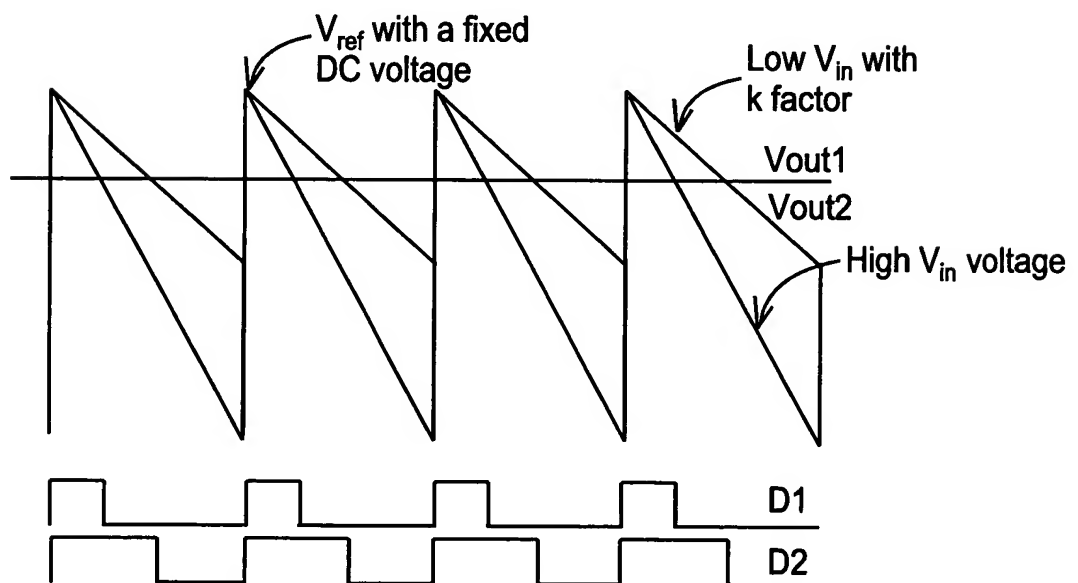 V_ref with a fixed
DC voltage
Low V_in with
k factor
Vout1
Vout2
High V_in voltage
D1
D2